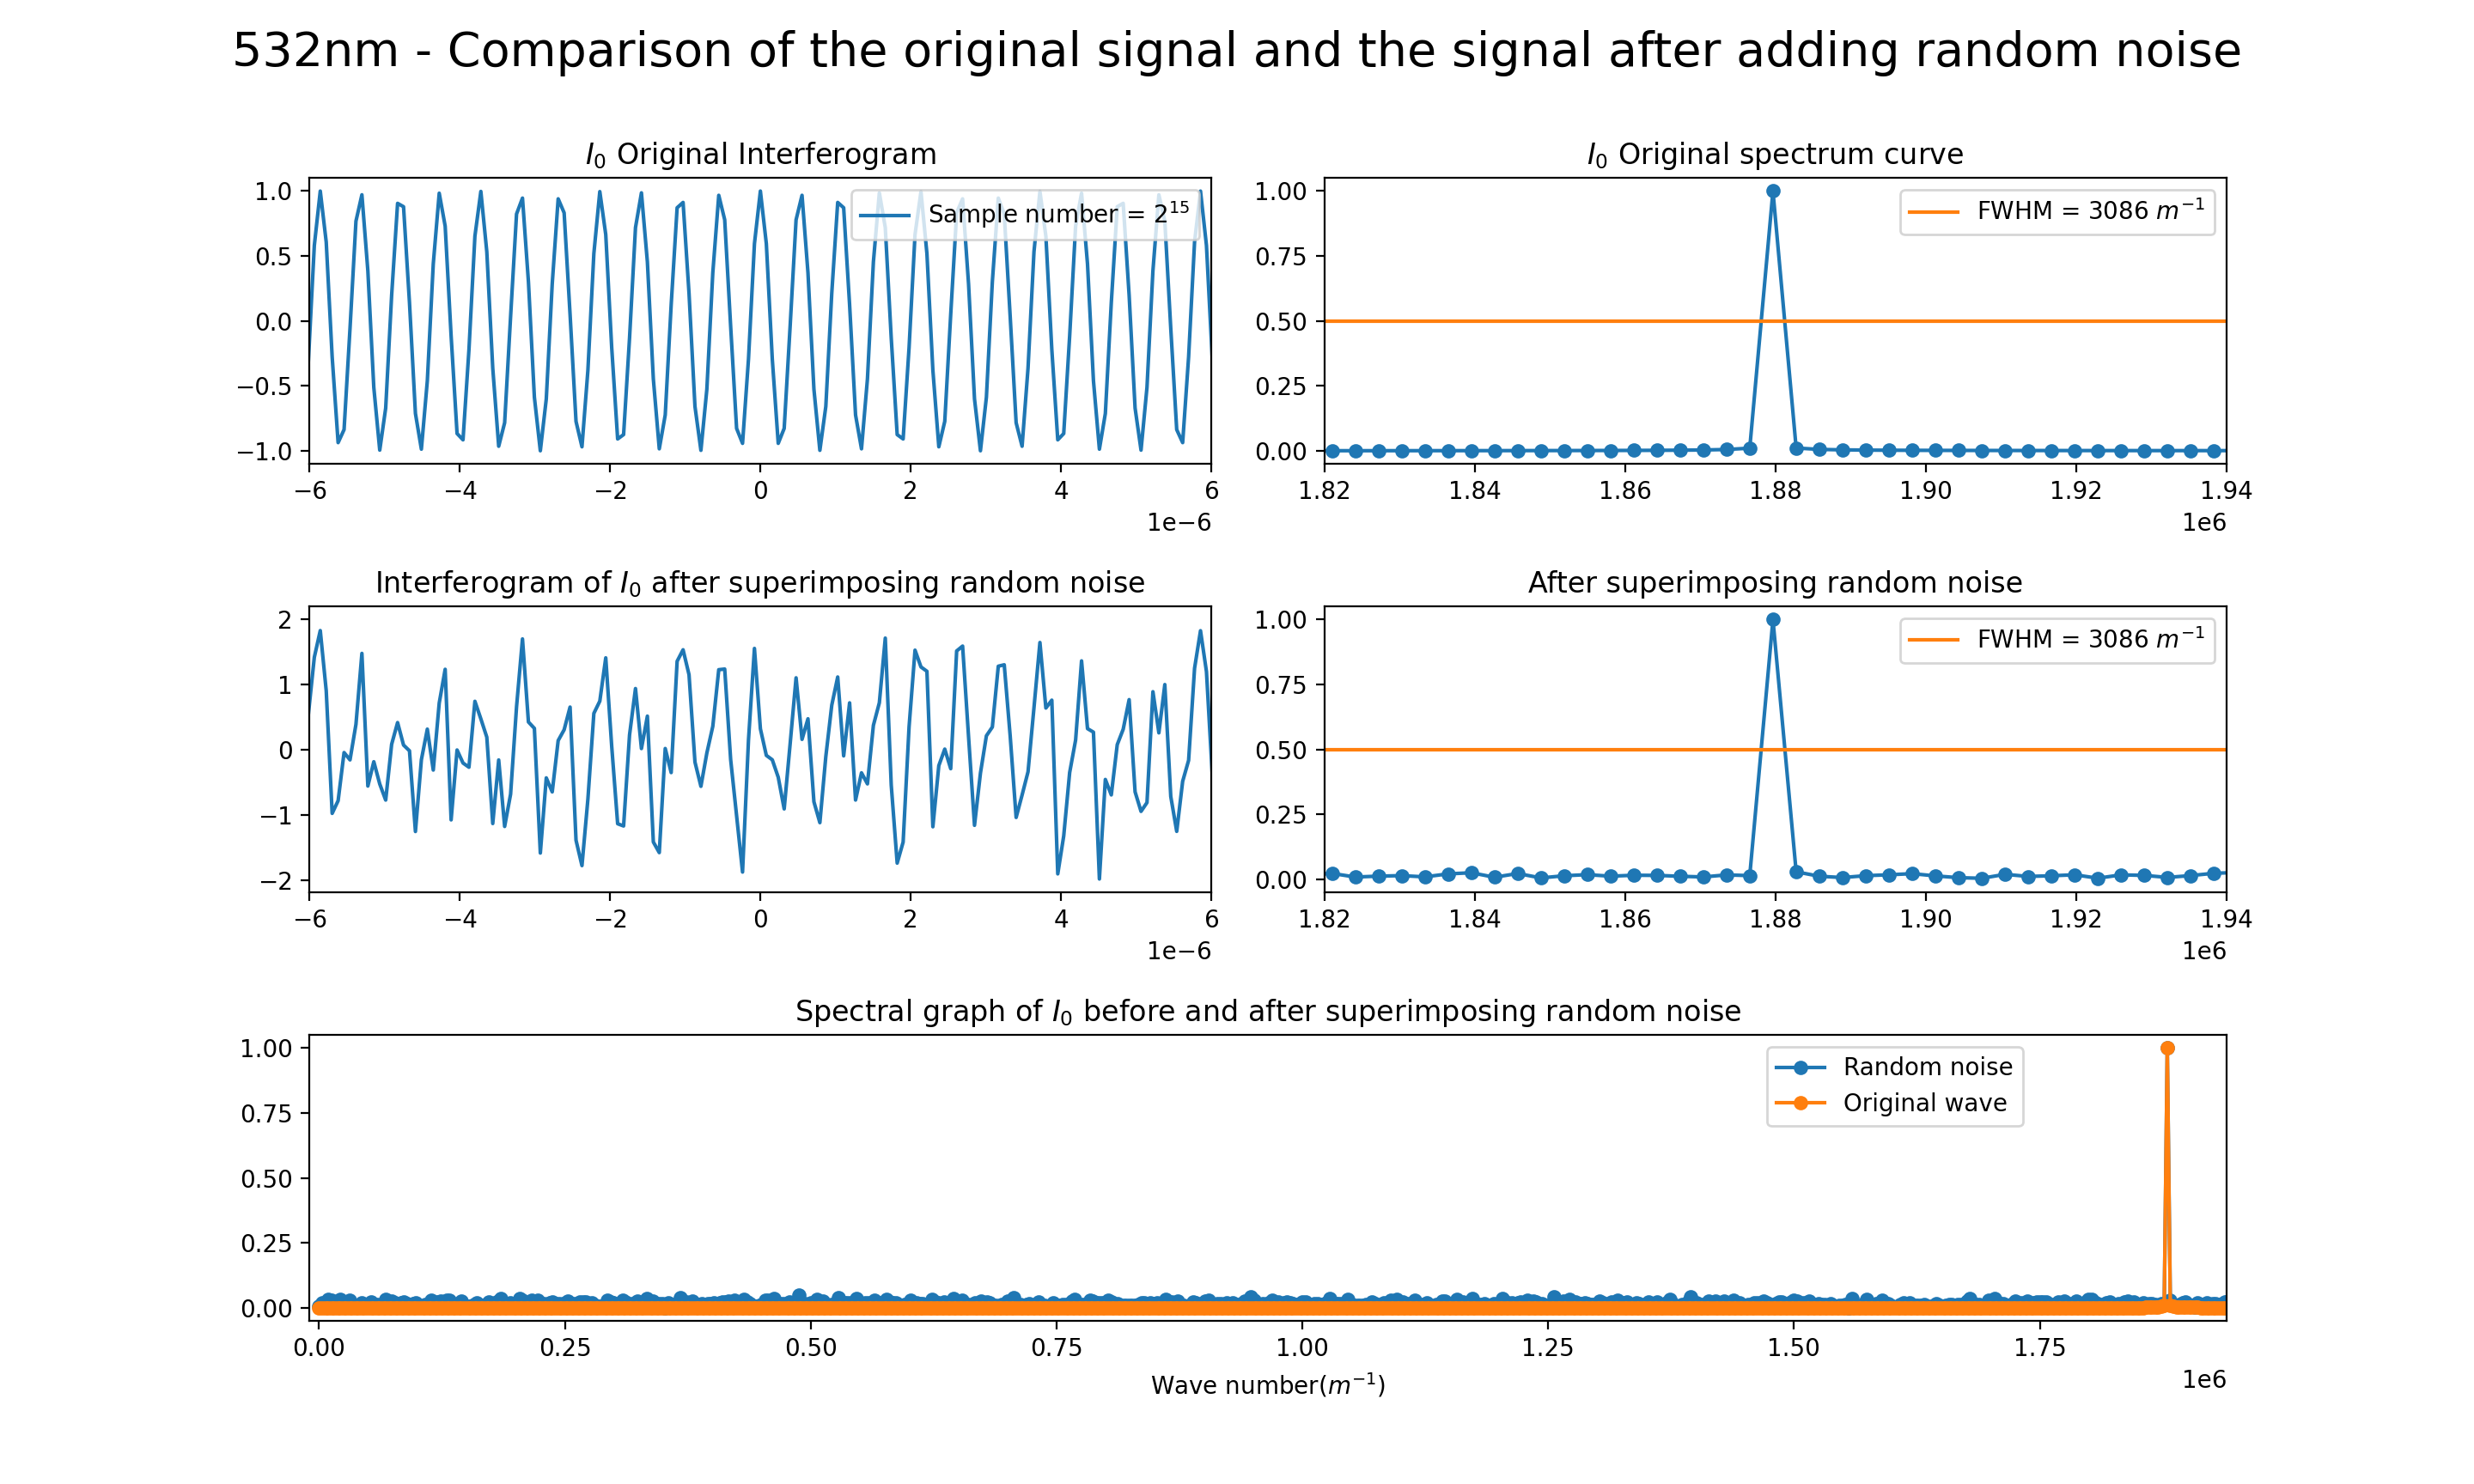 532nm - Comparison of the original signal and the signal after adding random noise
I₀ Original Interferogram
1.0
0.5
0.0
−0.5
−1.0
Sample number = 2¹⁵
−6 −4 −2 0 2 4 6
1e−6
I₀ Original spectrum curve
1.00
0.75
0.50
0.25
0.00
FWHM = 3086 m⁻¹
1.82 1.84 1.86 1.88 1.90 1.92 1.94
1e6
Interferogram of I₀ after superimposing random noise
2
1
0
−1
−2
−6 −4 −2 0 2 4 6
1e−6
After superimposing random noise
1.00
0.75
0.50
0.25
0.00
FWHM = 3086 m⁻¹
1.82 1.84 1.86 1.88 1.90 1.92 1.94
1e6
Spectral graph of I₀ before and after superimposing random noise
1.00
0.75
0.50
0.25
0.00
Random noise
Original wave
0.00 0.25 0.50 0.75 1.00 1.25 1.50 1.75
1e6
Wave number(m⁻¹)